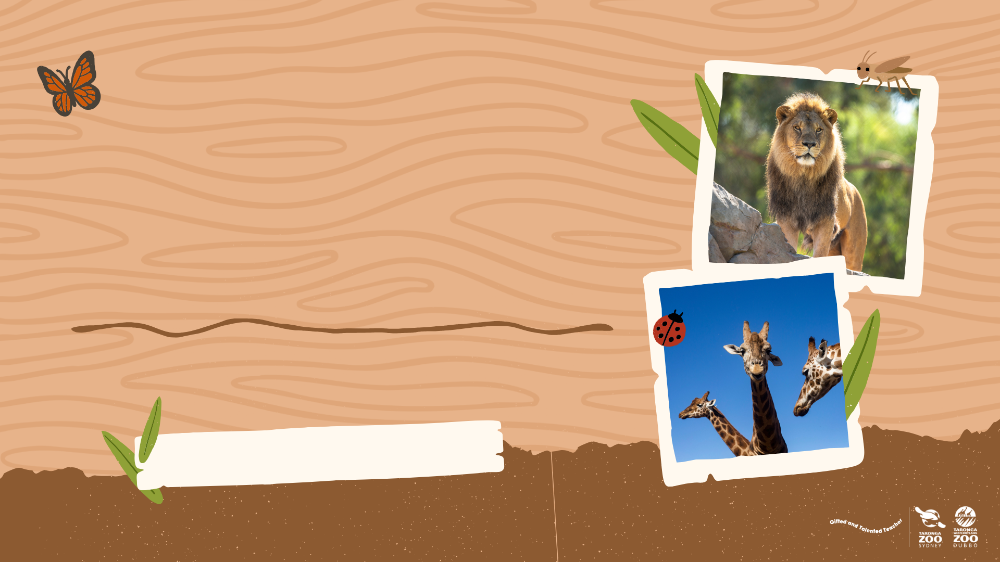 Gifted and Talented Teacher
TARONGA
ZOO
SYDNEY
TARONGA
WESTERN PLAINS
ZOO
DUBBO